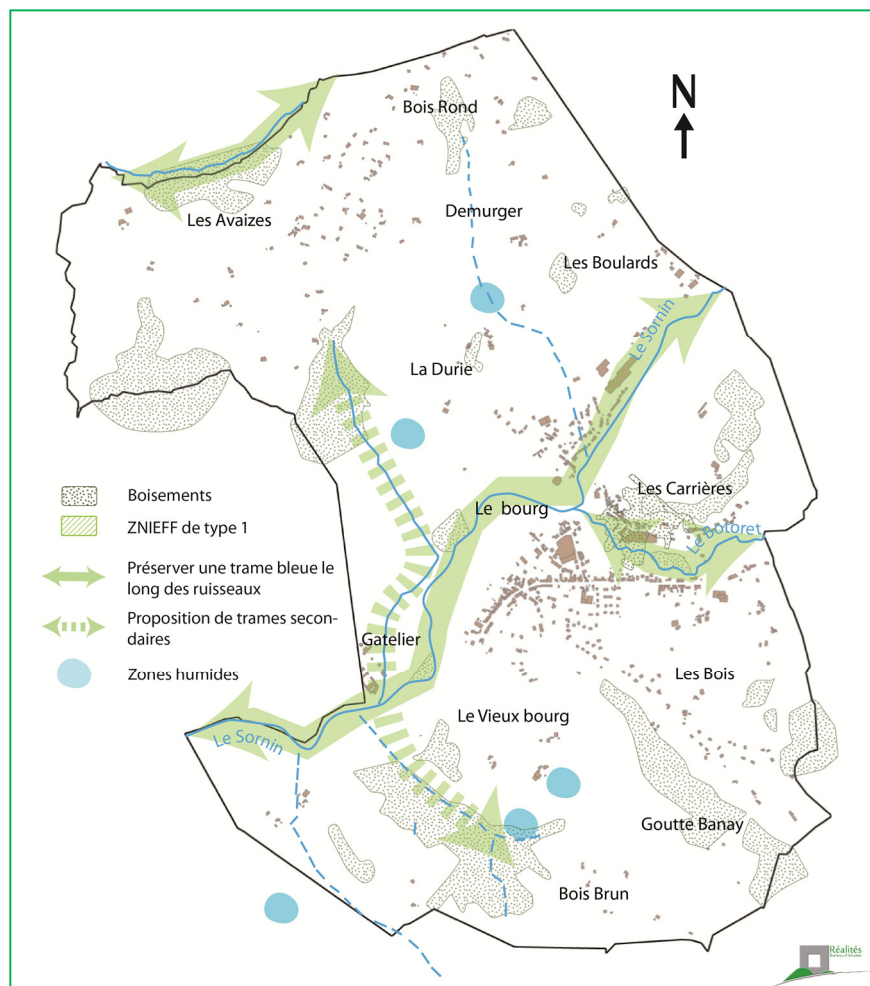 N
Bois Rond
Les Avaizes
Demurger
Les Boulards
Le Sornin
La Durie
Les Carrières
Le bourg
Le Botoret
Boisements
ZNIEFF de type 1
Préserver une trame bleue le
long des ruisseaux
Proposition de trames secon-
daires
Zones humides
Gatelier
Les Bois
Le Vieux bourg
Le Sornin
Goutte Banay
Bois Brun
Réalités
Bureau d'études